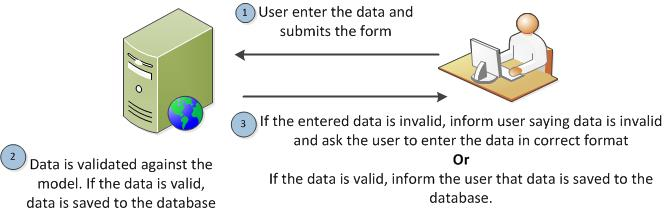 1 User enter the data and
submits the form
3 If the entered data is invalid, inform user saying data is invalid
and ask the user to enter the data in correct format
Or
If the data is valid, inform the user that data is saved to the
database.
2 Data is validated against the
model. If the data is valid,
data is saved to the database